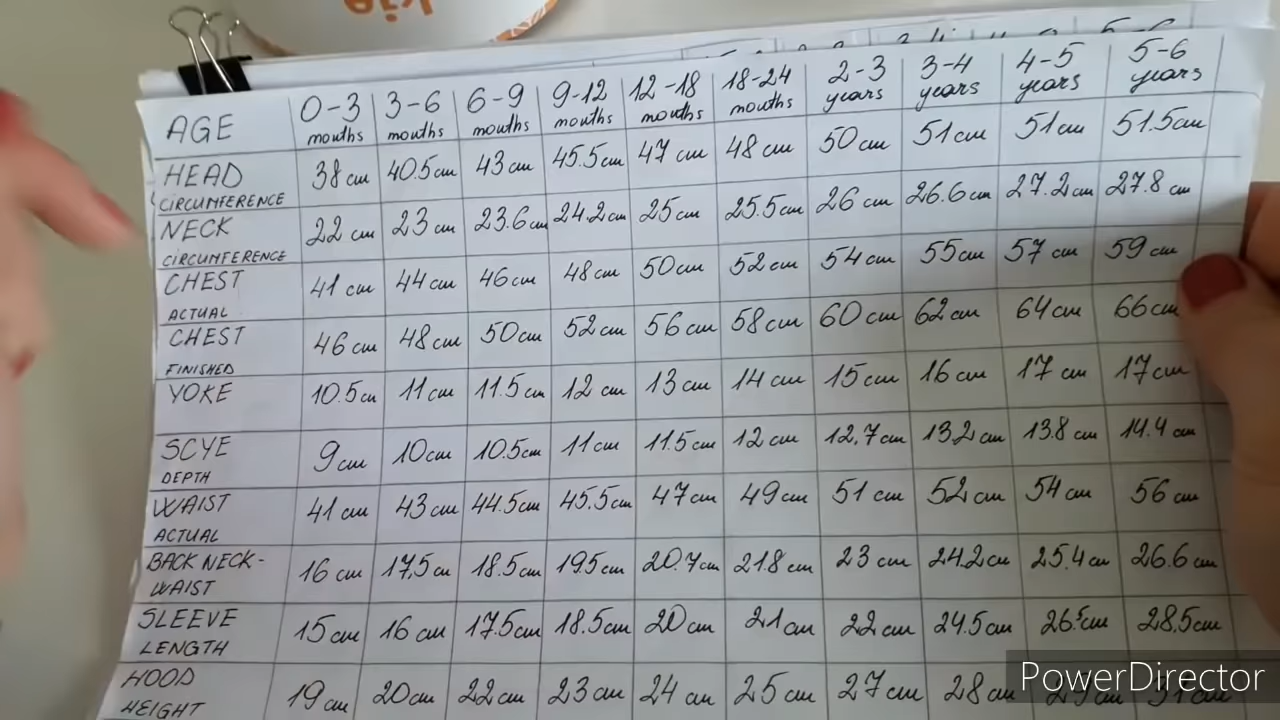 AGE 0-3 months 3-6 months 6-9 months 9-12 months 12-18 months 18-24 months 2-3 years 3-4 years 4-5 years 5-6 years
HEAD CIRCUMFERENCE 38 cm 40.5 cm 43 cm 45.5 cm 47 cm 48 cm 50 cm 51 cm 51 cm 51.5 cm
NECK CIRCUMFERENCE 22 cm 23 cm 23.6 cm 24.2 cm 25 cm 25.5 cm 26 cm 26.6 cm 27.2 cm 27.8 cm
CHEST ACTUAL 41 cm 44 cm 46 cm 48 cm 50 cm 52 cm 54 cm 55 cm 57 cm 59 cm
CHEST FINISHED 46 cm 48 cm 50 cm 52 cm 56 cm 58 cm 60 cm 62 cm 64 cm 66 cm
YOKE 10.5 cm 11 cm 11.5 cm 12 cm 13 cm 14 cm 15 cm 16 cm 17 cm 17 cm
SCYE DEPTH 9 cm 10 cm 10.5 cm 11 cm 11.5 cm 12 cm 12.7 cm 13.2 cm 13.8 cm 14.4 cm
WAIST ACTUAL 41 cm 43 cm 44.5 cm 45.5 cm 47 cm 49 cm 51 cm 52 cm 54 cm 56 cm
BACK NECK-WAIST 16 cm 17,5 cm 18.5 cm 19.5 cm 20.7 cm 21.8 cm 23 cm 24.2 cm 25.4 cm 26.6 cm
SLEEVE LENGTH 15 cm 16 cm 17.5 cm 18.5 cm 20 cm 21 cm 22 cm 24.5 cm 26.5 cm 28.5 cm
HOOD HEIGHT 19 cm 20 cm 22 cm 23 cm 24 cm 25 cm 27 cm 28 cm 29 cm 31 cm
PowerDirector